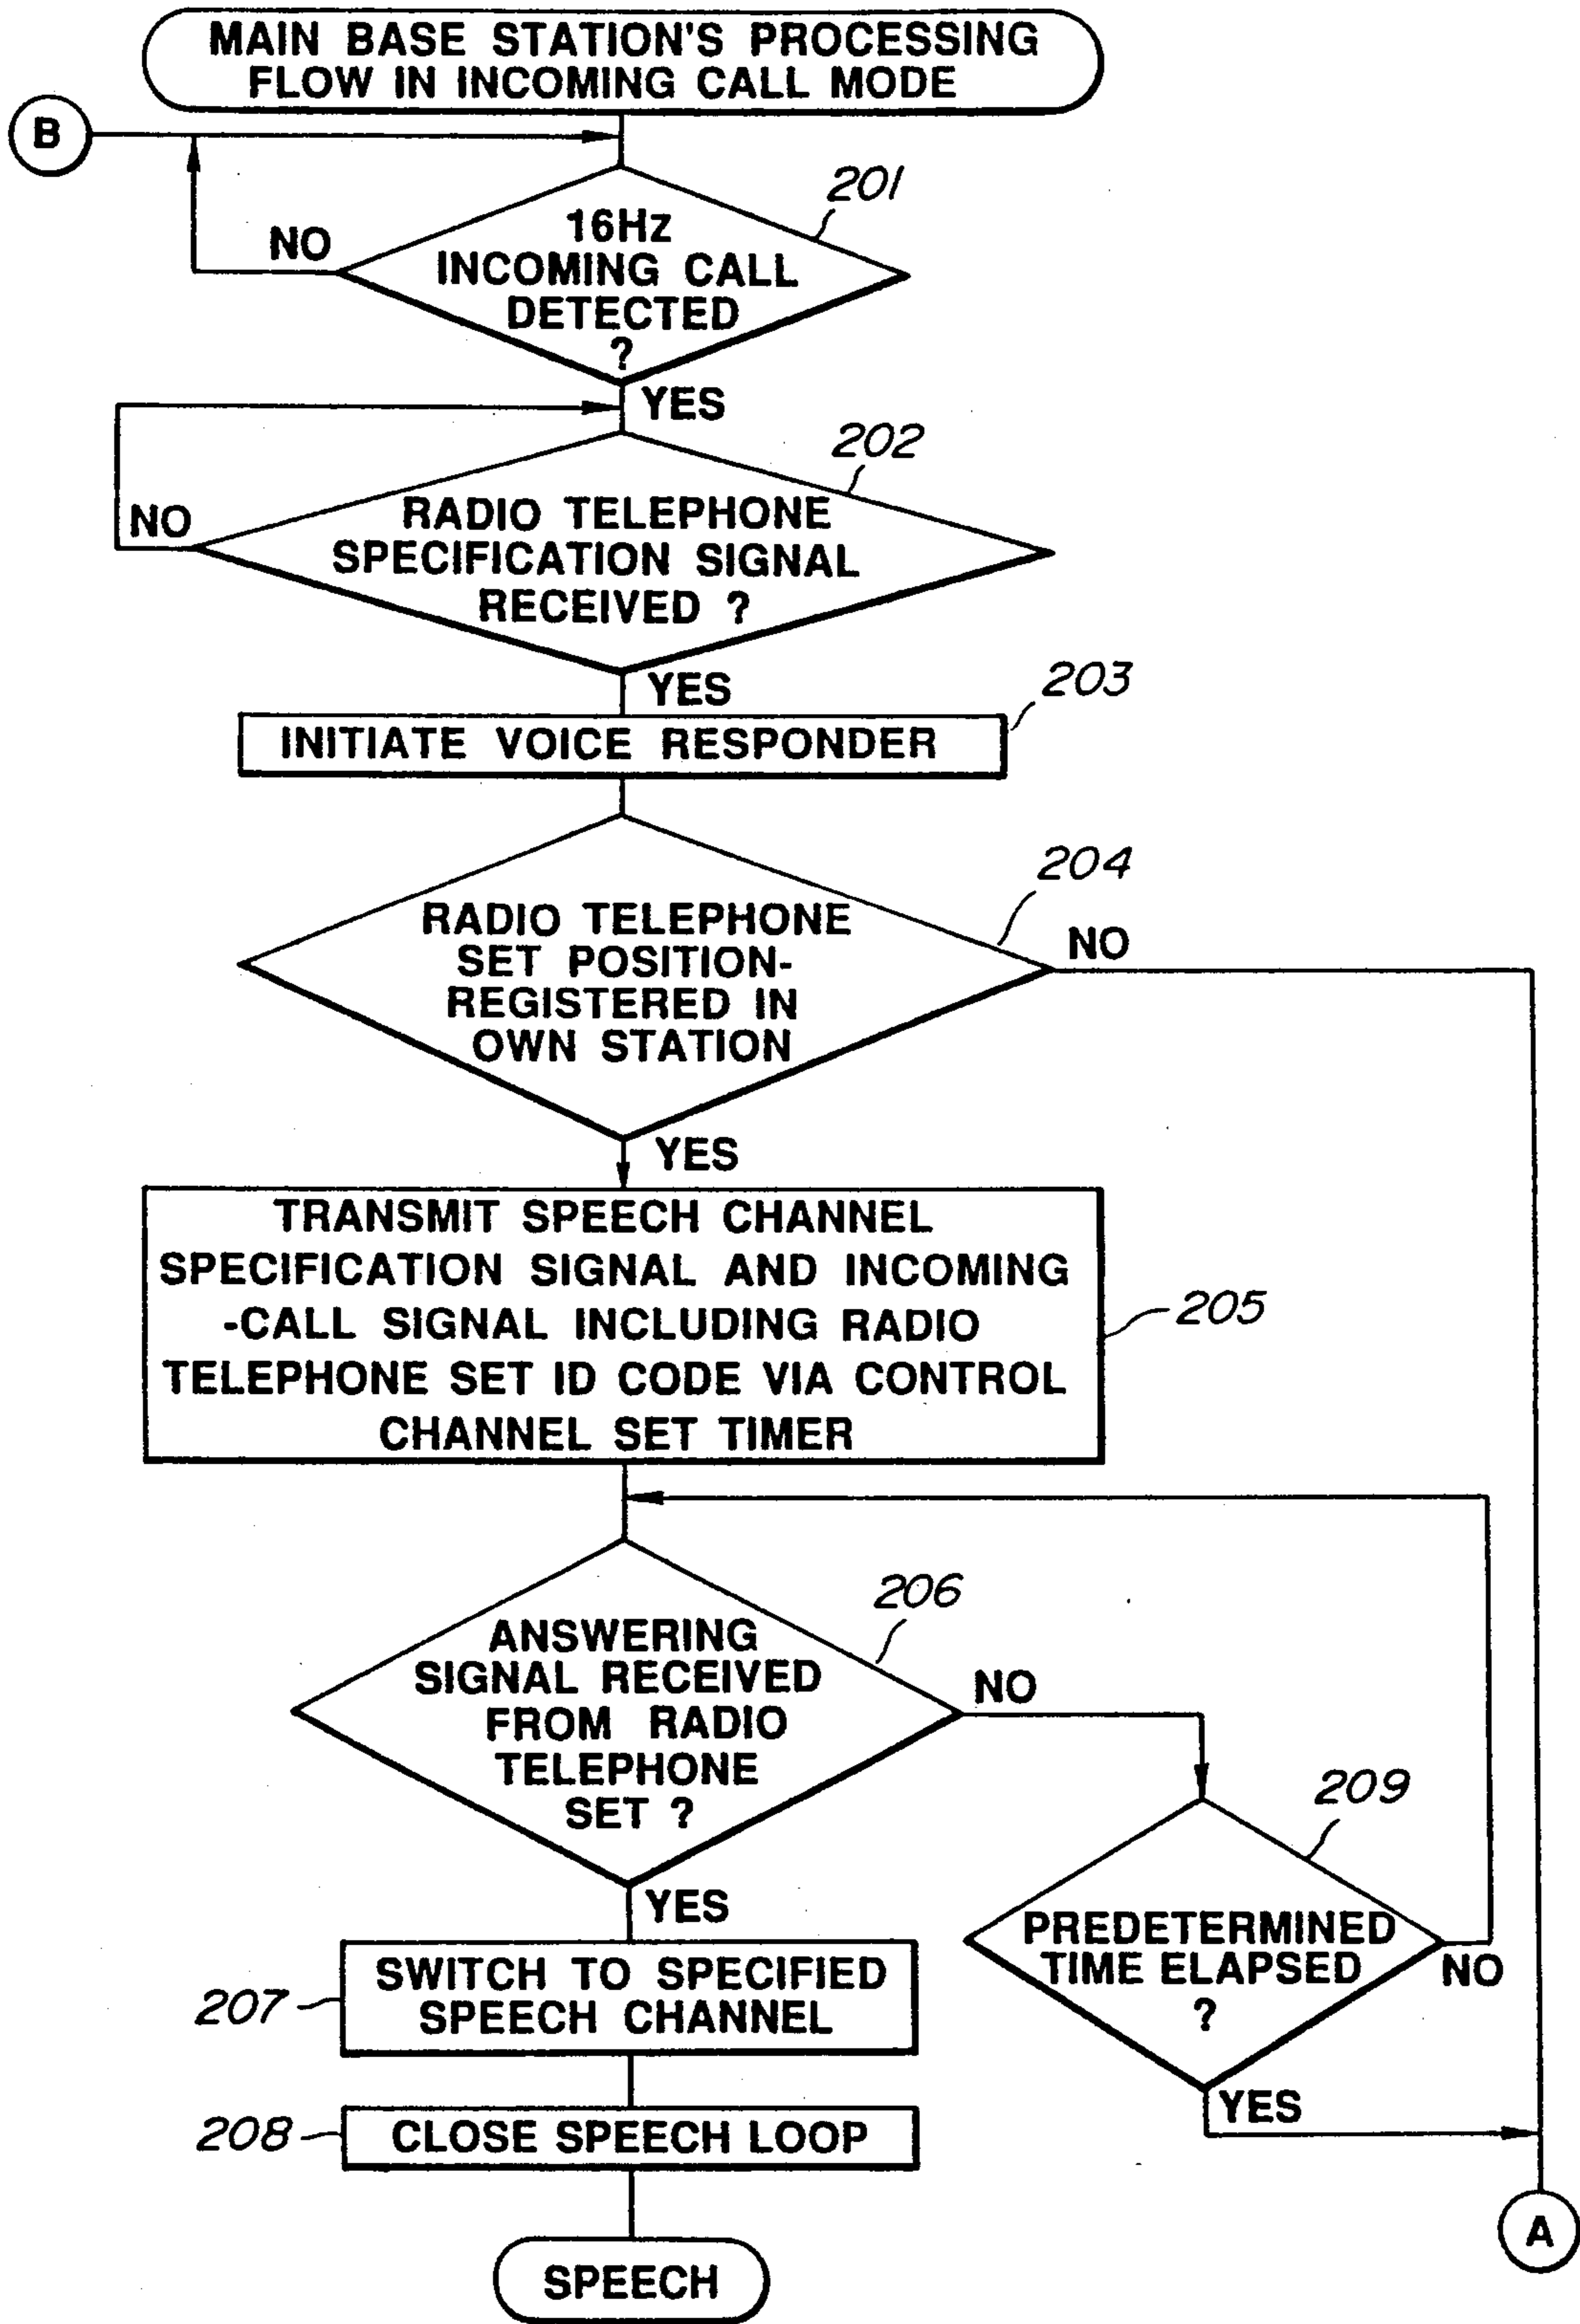 MAIN BASE STATION'S PROCESSING
FLOW IN INCOMING CALL MODE
B
201
16Hz
INCOMING CALL
DETECTED
?
NO
YES
202
RADIO TELEPHONE
SPECIFICATION SIGNAL
RECEIVED ?
NO
YES
203
INITIATE VOICE RESPONDER
204
RADIO TELEPHONE
SET POSITION-
REGISTERED IN
OWN STATION
NO
YES
TRANSMIT SPEECH CHANNEL
SPECIFICATION SIGNAL AND INCOMING
-CALL SIGNAL INCLUDING RADIO
TELEPHONE SET ID CODE VIA CONTROL
CHANNEL SET TIMER
205
206
ANSWERING
SIGNAL RECEIVED
FROM RADIO
TELEPHONE
SET ?
NO
YES
209
PREDETERMINED
TIME ELAPSED
?
NO
YES
207
SWITCH TO SPECIFIED
SPEECH CHANNEL
208
CLOSE SPEECH LOOP
A
SPEECH